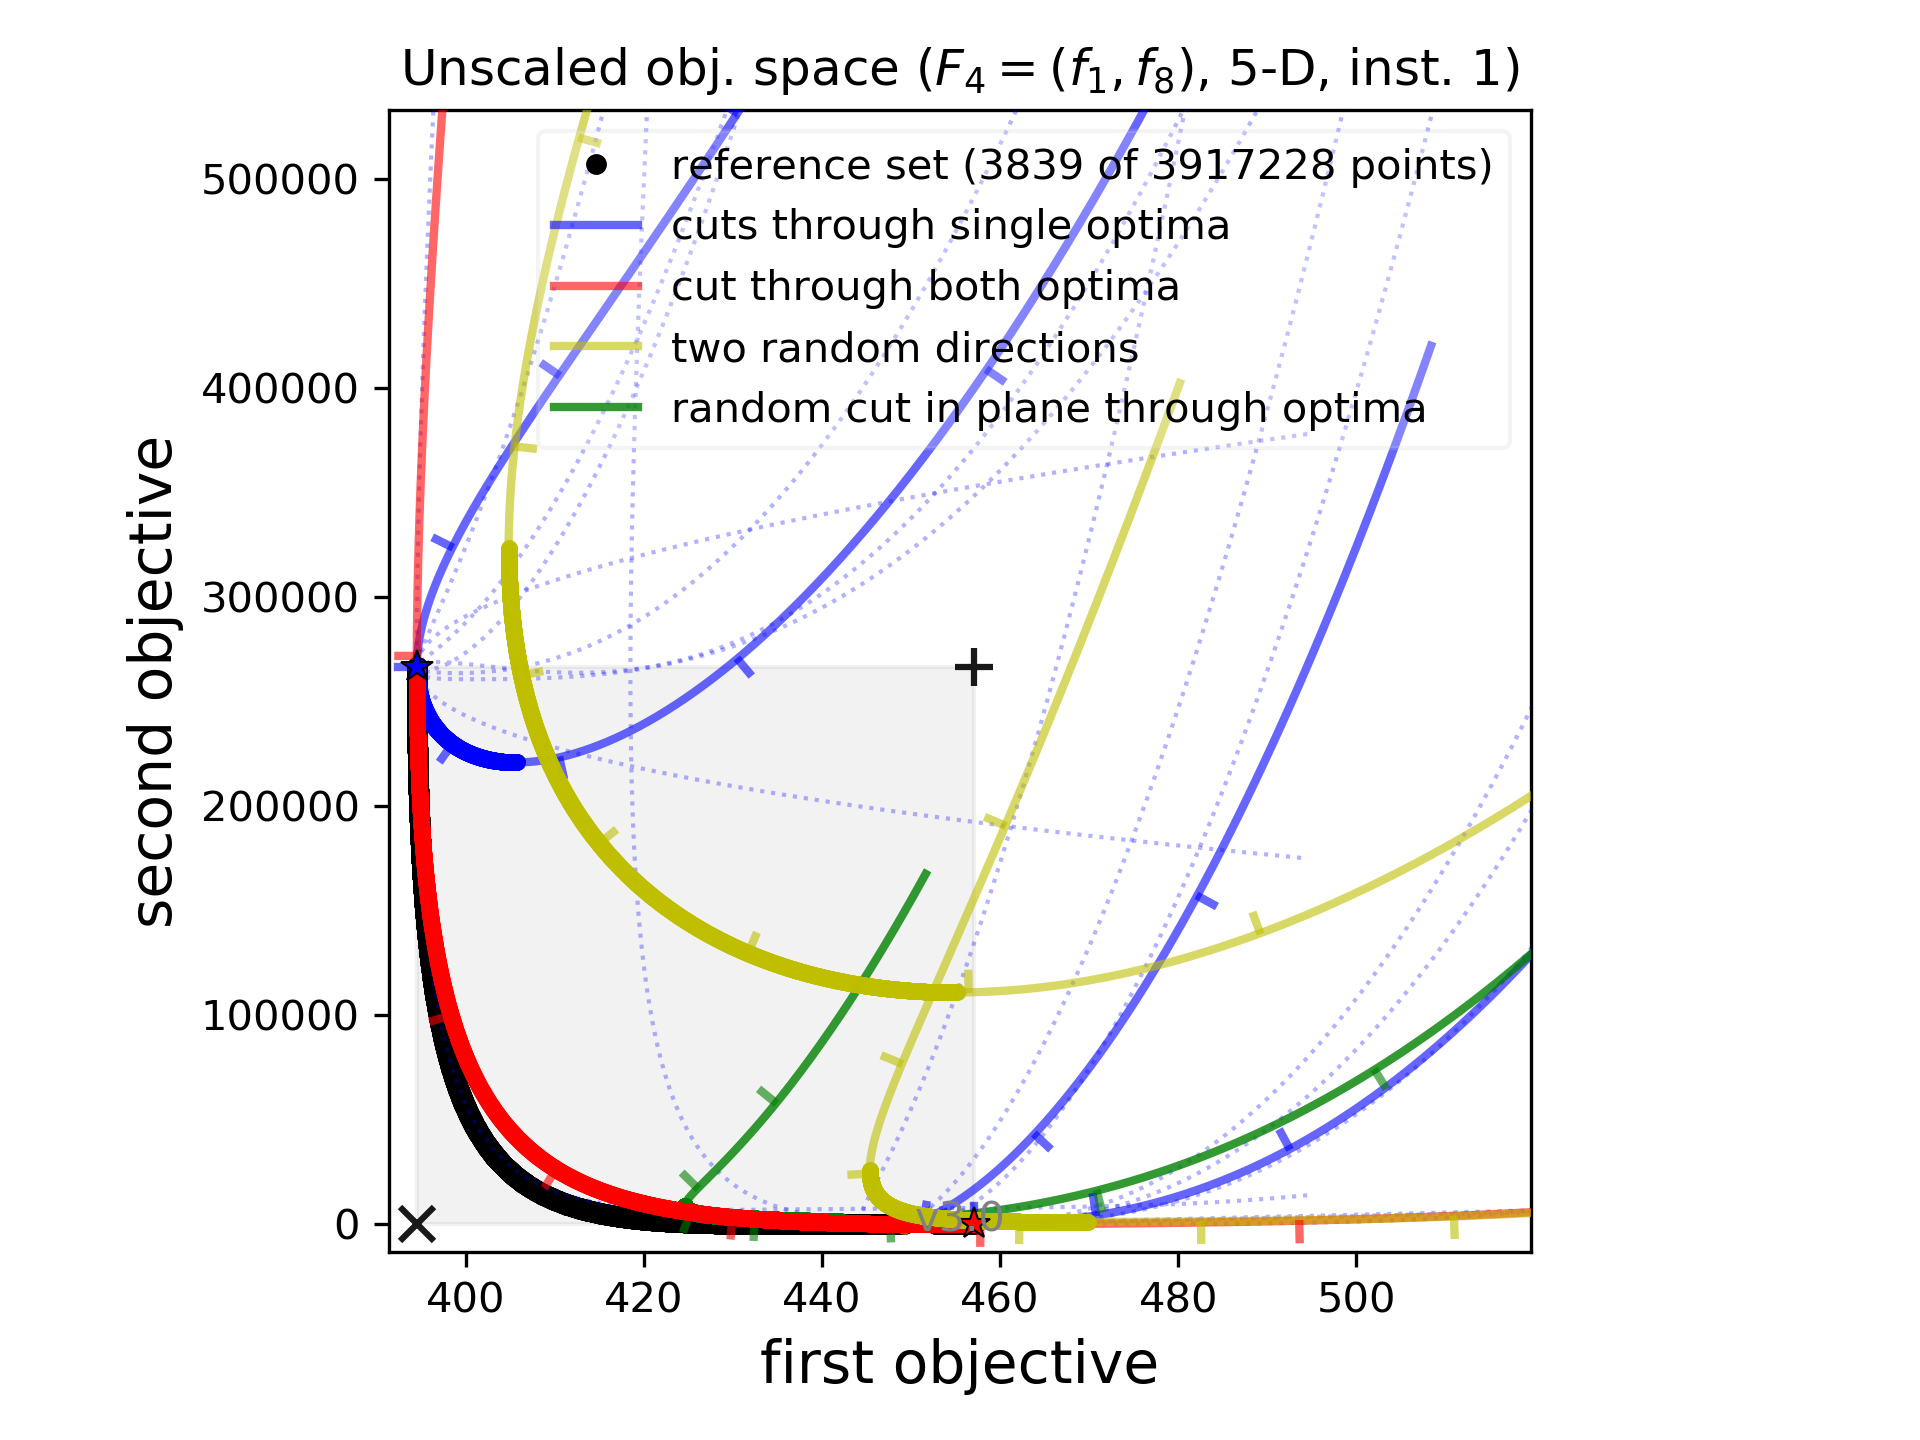 Unscaled obj. space (F₄ = (f₁, f₈), 5-D, inst. 1)
reference set (3839 of 3917228 points)
cuts through single optima
cut through both optima
two random directions
random cut in plane through optima
second objective
500000
400000
300000
200000
100000
0
400 420 440 460 480 500
first objective